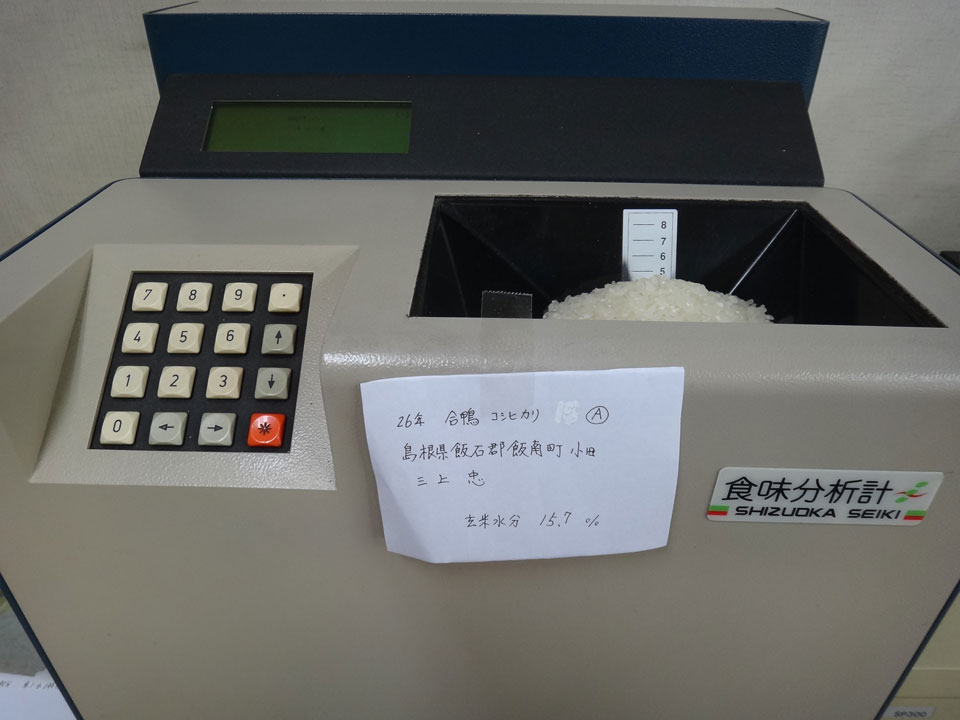 8
7
6
5
7 8 9 ·
4 5 6 ↑
1 2 3 ↓
0 ← → *
26年 合鴨 コシヒカリ Ⓐ
島根県飯石郡飯南町小田
三上 忠
玄米水分 15.7 %
食味分析計
SHIZUOKA SEIKI
SP300